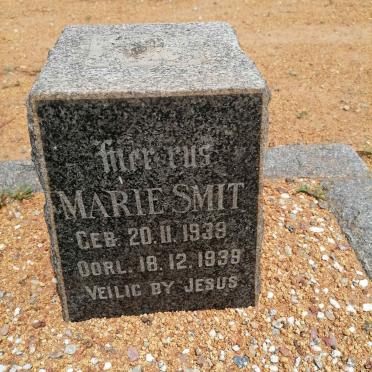 Hier rus
MARIE SMIT
GEB. 20.11.1939
OORL. 18.12.1939
VEILIG BY JESUS